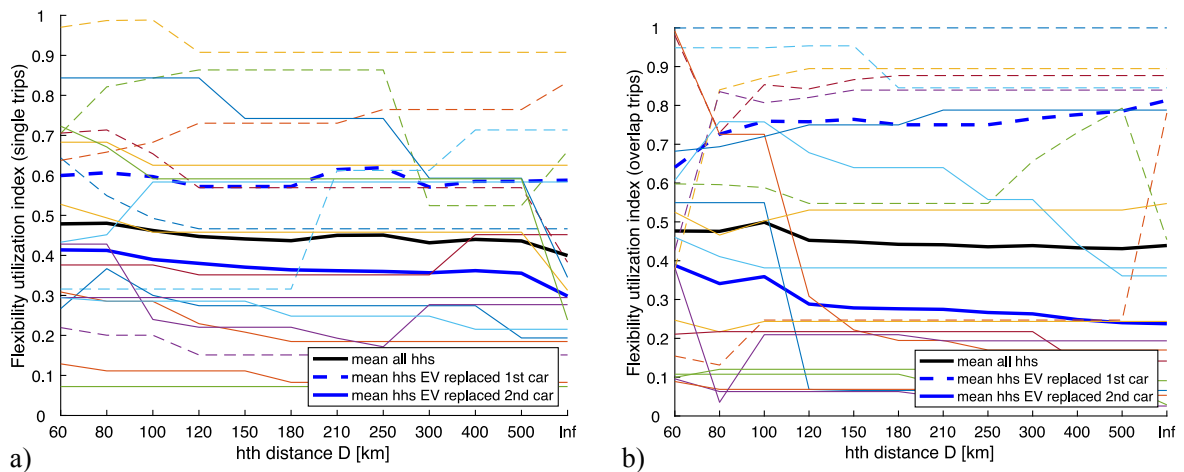 a)
Flexibility utilization index (single trips)
1
0.9
0.8
0.7
0.6
0.5
0.4
0.3
0.2
0.1
0
mean all hhs
mean hhs EV replaced 1st car
mean hhs EV replaced 2nd car
60 80 100 120 150 180 210 250 300 400 500 Inf
hth distance D [km]
b)
Flexibility utilization index (overlap trips)
1
0.9
0.8
0.7
0.6
0.5
0.4
0.3
0.2
0.1
0
mean all hhs
mean hhs EV replaced 1st car
mean hhs EV replaced 2nd car
60 80 100 120 150 180 210 250 300 400 500 Inf
hth distance D [km]